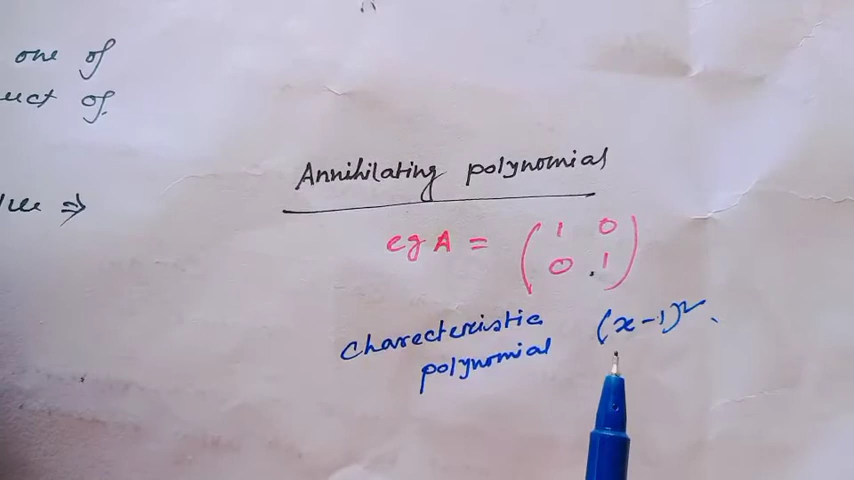 one of
uct of
⇒
Annihilating polynomial
eg A = ( 1 0
0 1 )
Charecteristic (x-1)²
polynomial